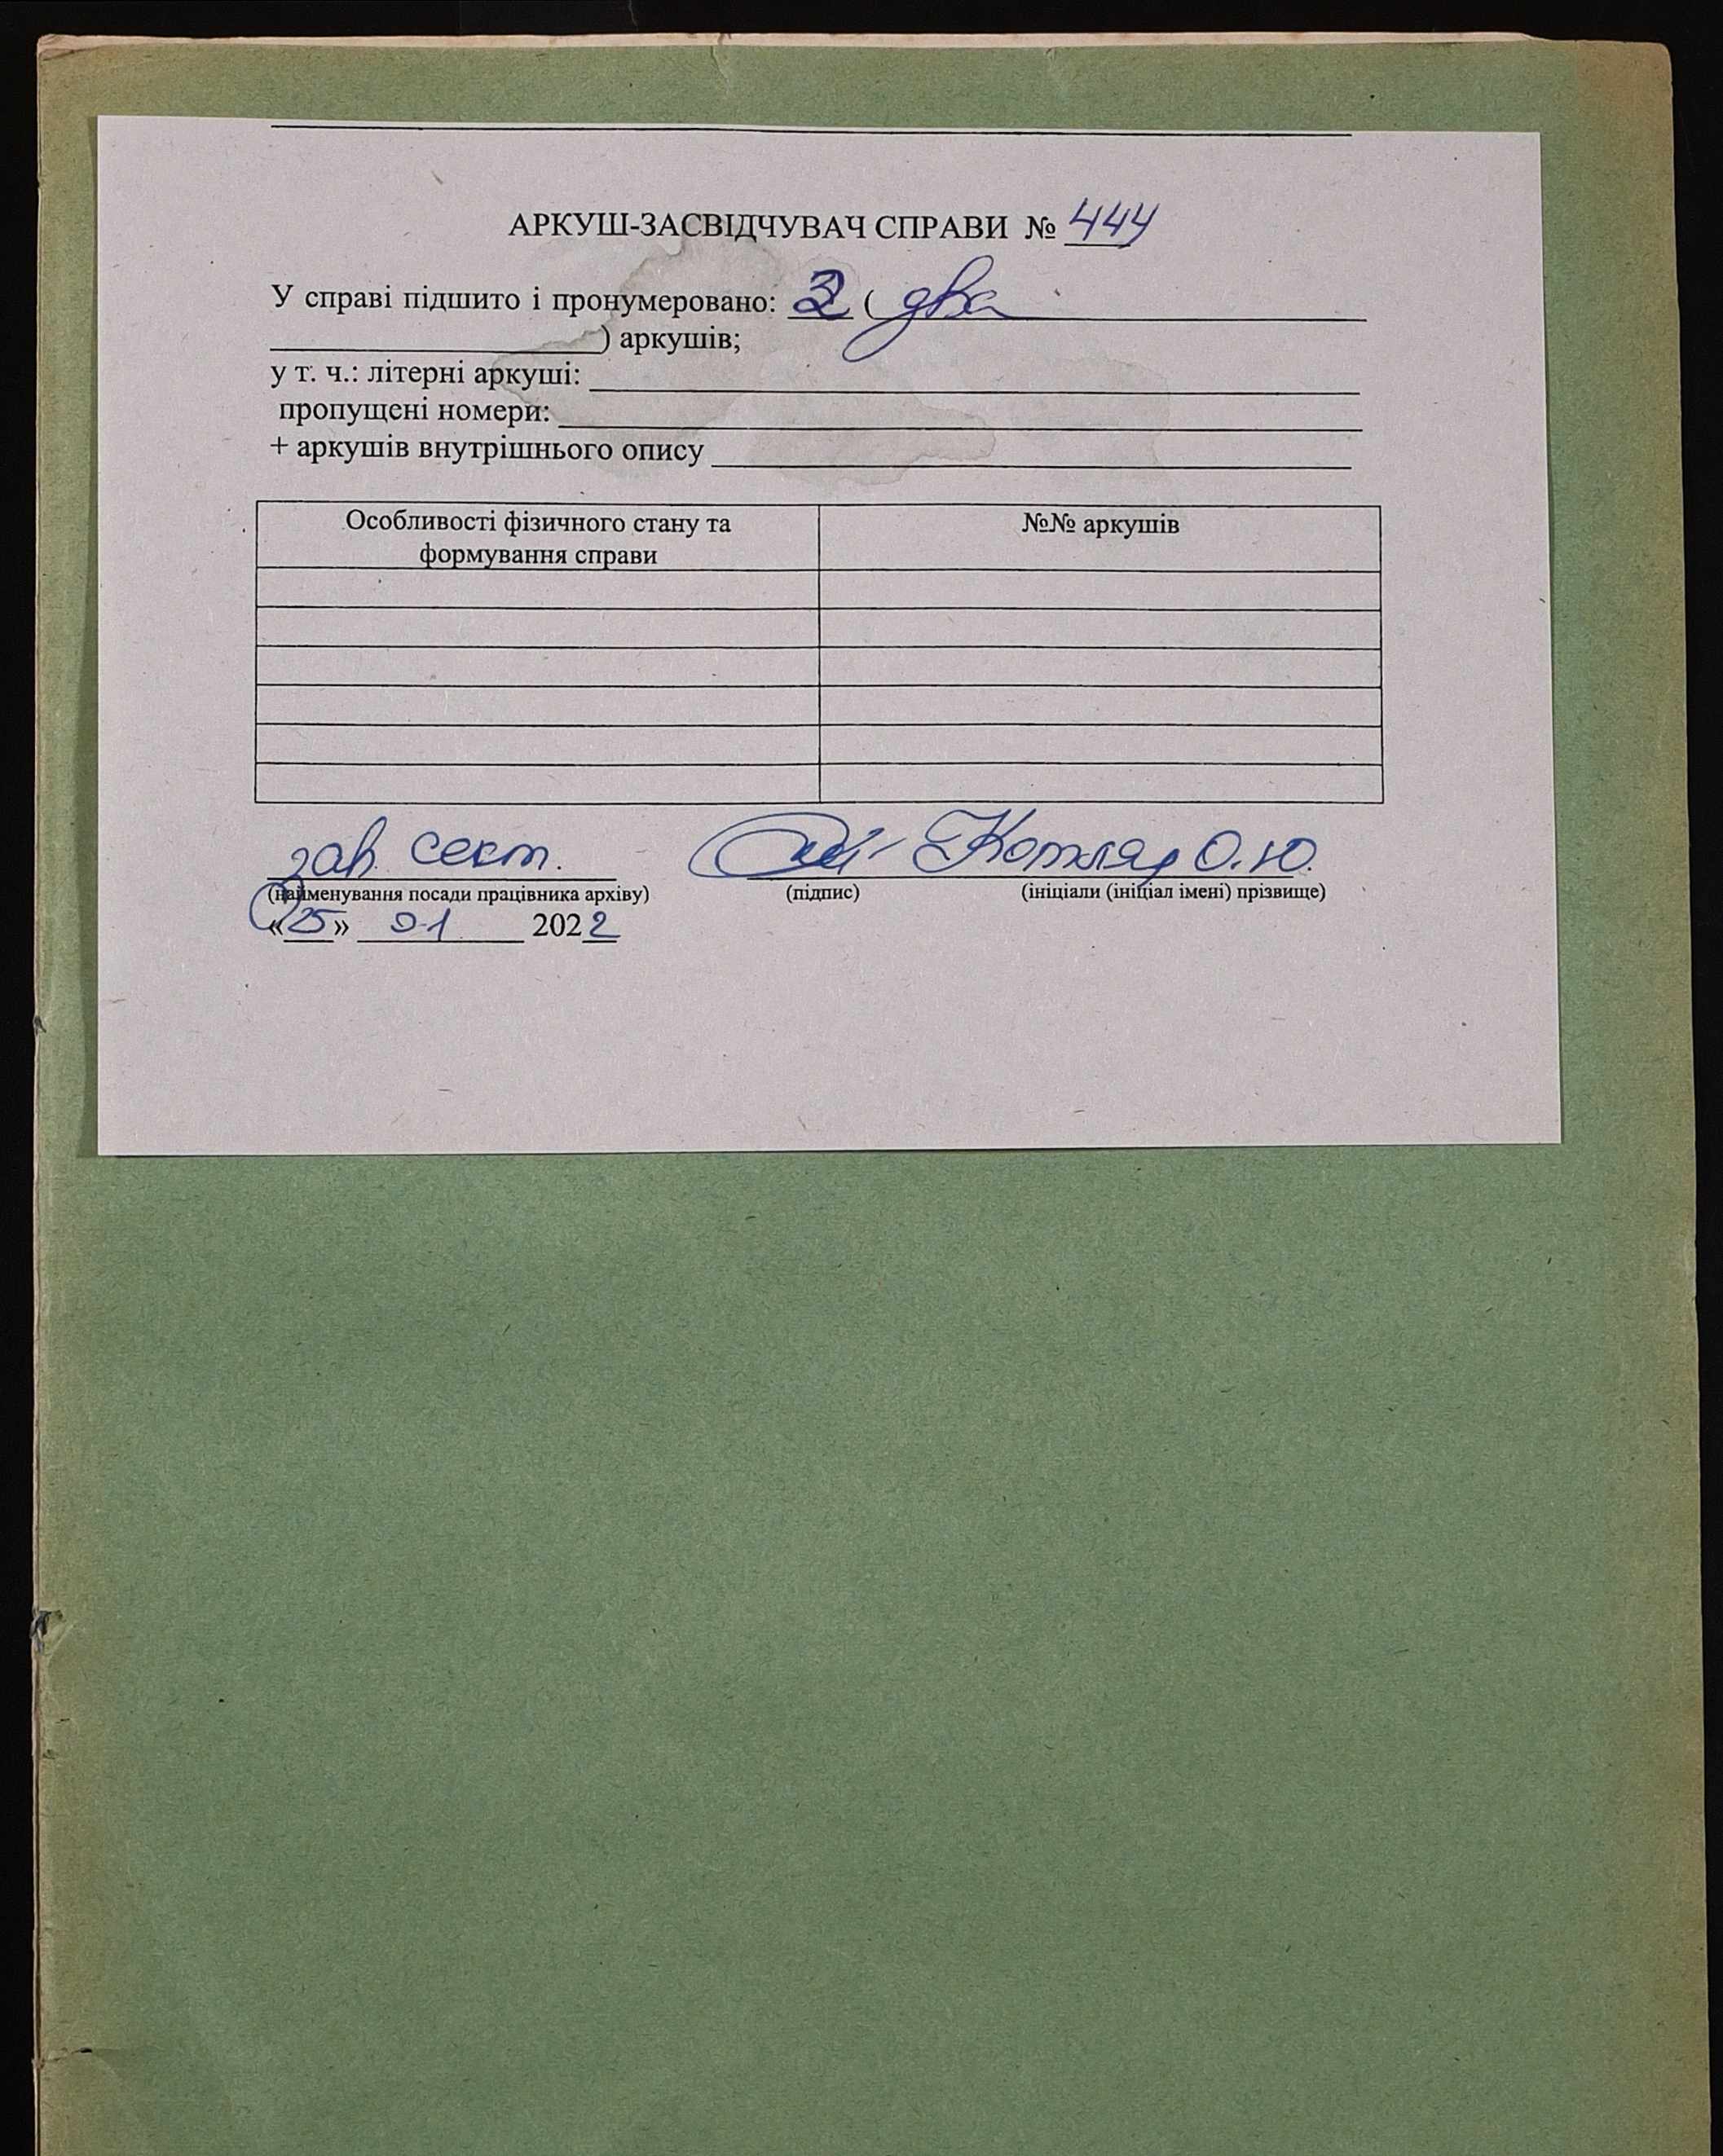 АРКУШ-ЗАСВІДЧУВАЧ СПРАВИ № 444
У справі підшито і пронумеровано: 2 ( два
) аркушів;
у т. ч.: літерні аркуші:
пропущені номери:
+ аркушів внутрішнього опису
Особливості фізичного стану та №№ аркушів
формування справи
зав. сект. Котляр О.Ю.
(найменування посади працівника архіву) (підпис) (ініціали (ініціал імені) прізвище)
«25» 01 2022